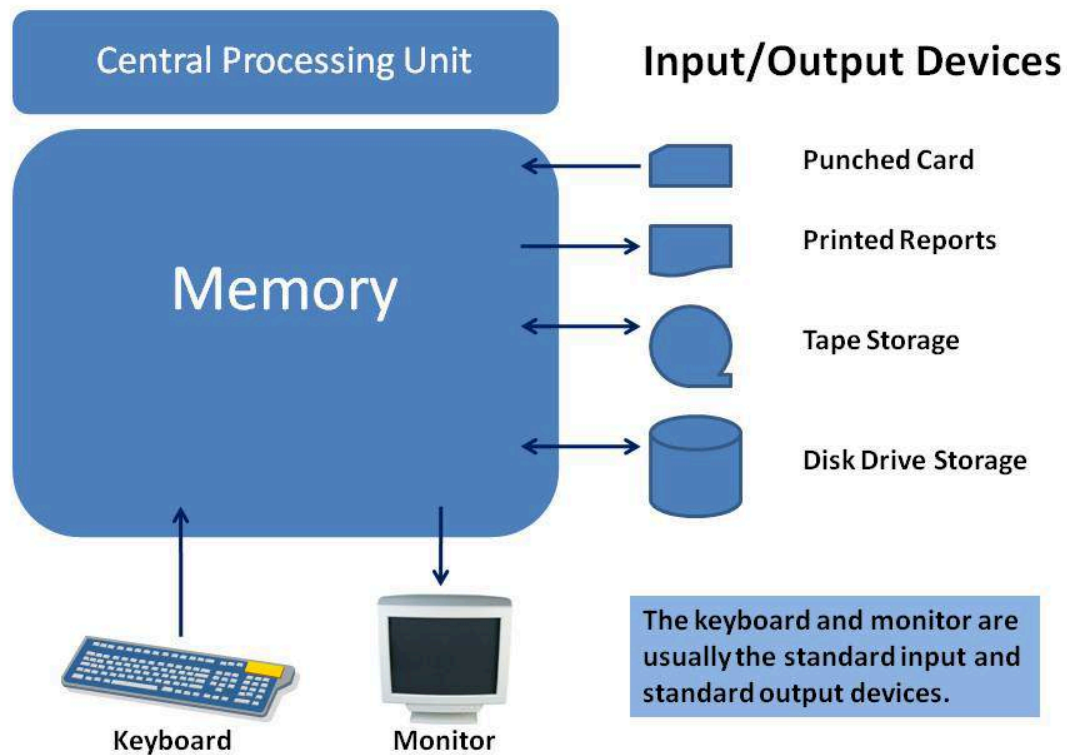 Central Processing Unit
Input/Output Devices
Memory
Punched Card
Printed Reports
Tape Storage
Disk Drive Storage
The keyboard and monitor are
usually the standard input and
standard output devices.
Keyboard
Monitor